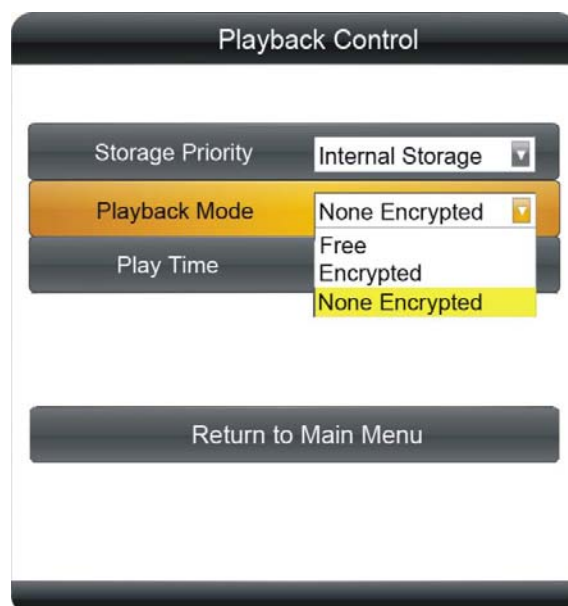 Playback Control
Storage Priority Internal Storage
Playback Mode None Encrypted
Free
Play Time
Encrypted
None Encrypted
Return to Main Menu